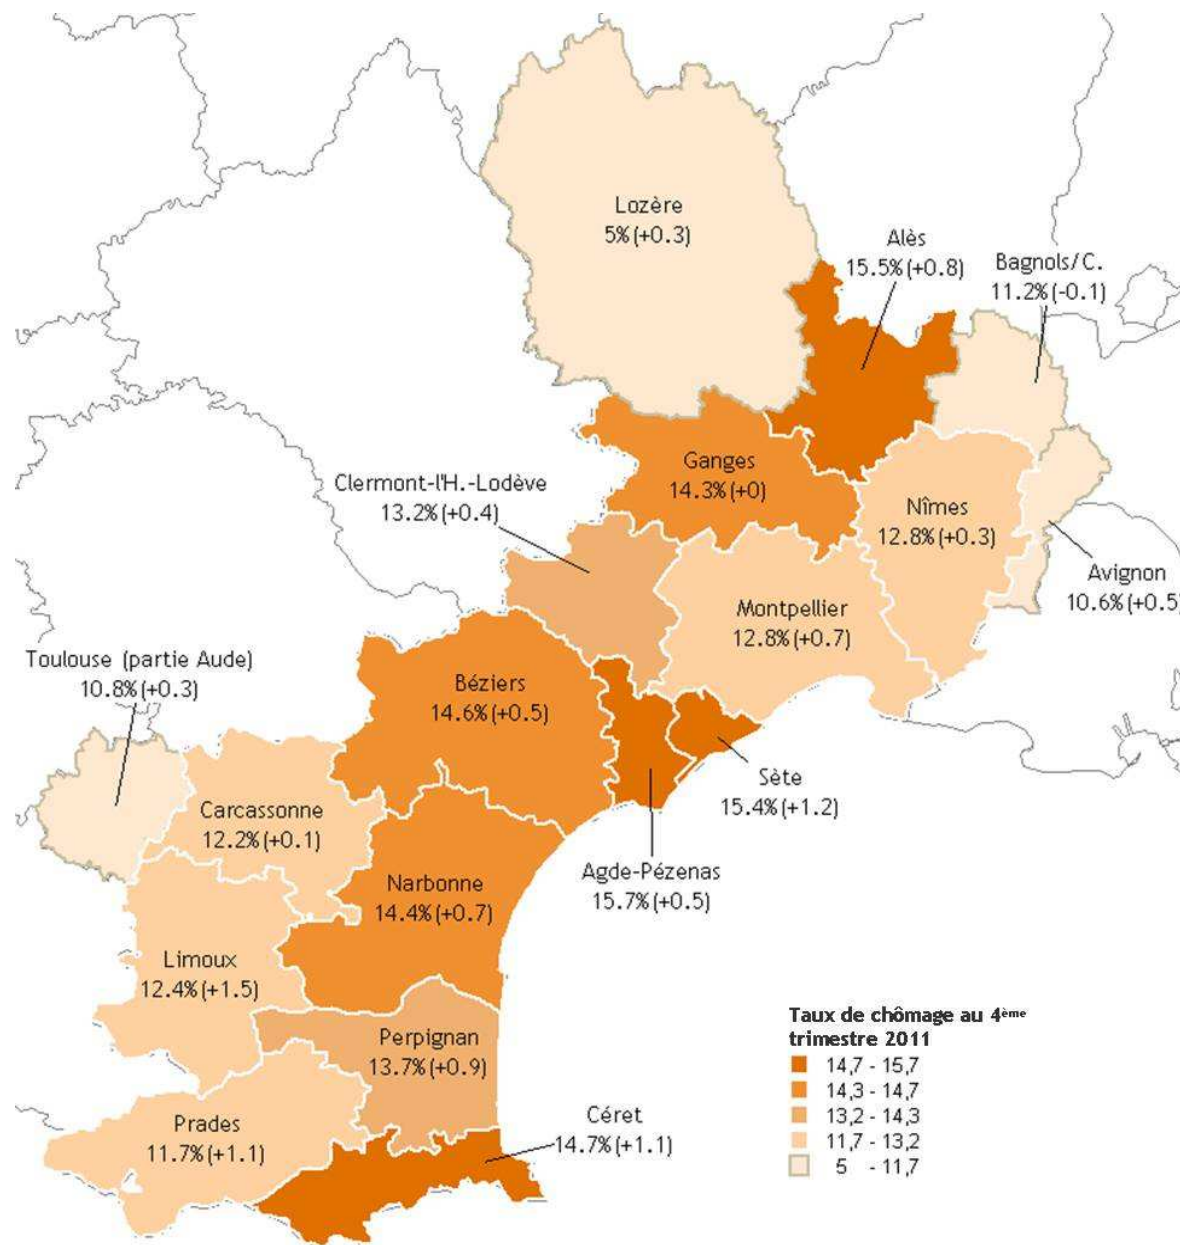 Lozère
5%(+0.3)
Alès
15.5%(+0.8)
Bagnols/C.
11.2%(-0.1)
Ganges
14.3%(+0)
Clermont-l'H.-Lodève
13.2%(+0.4)
Nîmes
12.8%(+0.3)
Avignon
10.6%(+0.5)
Montpellier
12.8%(+0.7)
Toulouse (partie Aude)
10.8%(+0.3)
Béziers
14.6%(+0.5)
Sète
15.4%(+1.2)
Carcassonne
12.2%(+0.1)
Agde-Pézenas
15.7%(+0.5)
Narbonne
14.4%(+0.7)
Limoux
12.4%(+1.5)
Perpignan
13.7%(+0.9)
Prades
11.7%(+1.1)
Céret
14.7%(+1.1)
Taux de chômage au 4ème
trimestre 2011
14,7 - 15,7
14,3 - 14,7
13,2 - 14,3
11,7 - 13,2
5 - 11,7